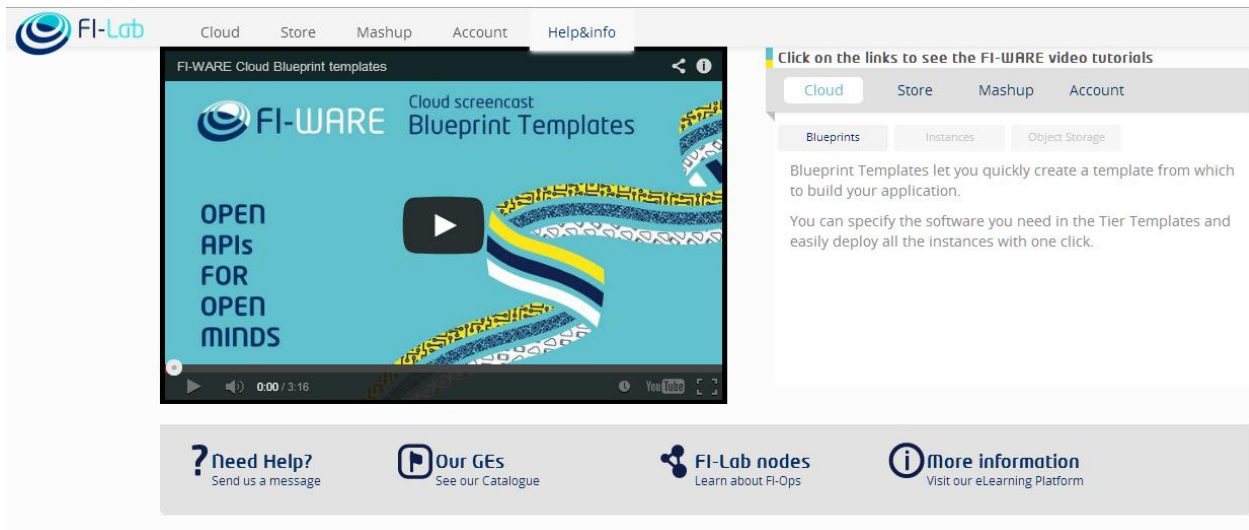 FI-Lab
Cloud Store Mashup Account Help&info
FI-WARE Cloud Blueprint templates
FI-WARE
Cloud screencast
Blueprint Templates
OPEN
APIs
FOR
OPEN
MINDS
0:00 / 3:16
YouTube
Click on the links to see the FI-WARE video tutorials
Cloud Store Mashup Account
Blueprints Instances Object Storage
Blueprint Templates let you quickly create a template from which
to build your application.
You can specify the software you need in the Tier Templates and
easily deploy all the instances with one click.
? Need Help?
Send us a message
Our GEs
See our Catalogue
FI-Lab nodes
Learn about FI-Ops
More information
Visit our eLearning Platform